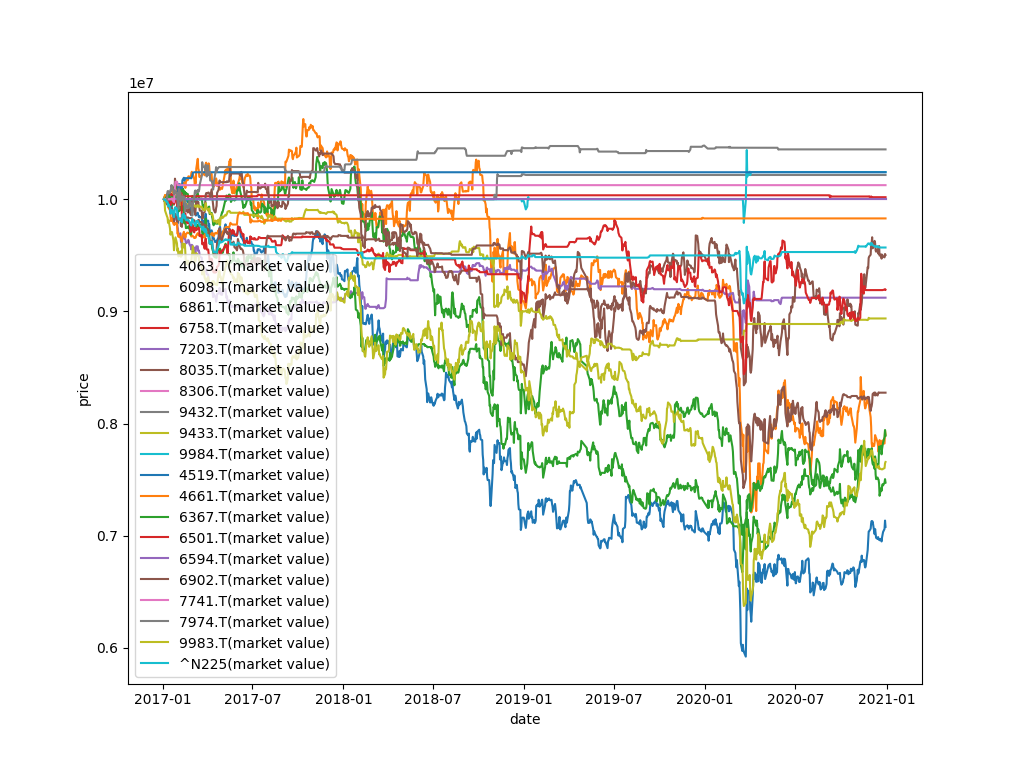 1e7
1.0
0.9
0.8
0.7
0.6
price
4063.T(market value)
6098.T(market value)
6861.T(market value)
6758.T(market value)
7203.T(market value)
8035.T(market value)
8306.T(market value)
9432.T(market value)
9433.T(market value)
9984.T(market value)
4519.T(market value)
4661.T(market value)
6367.T(market value)
6501.T(market value)
6594.T(market value)
6902.T(market value)
7741.T(market value)
7974.T(market value)
9983.T(market value)
^N225(market value)
2017-01 2017-07 2018-01 2018-07 2019-01 2019-07 2020-01 2020-07 2021-01
date